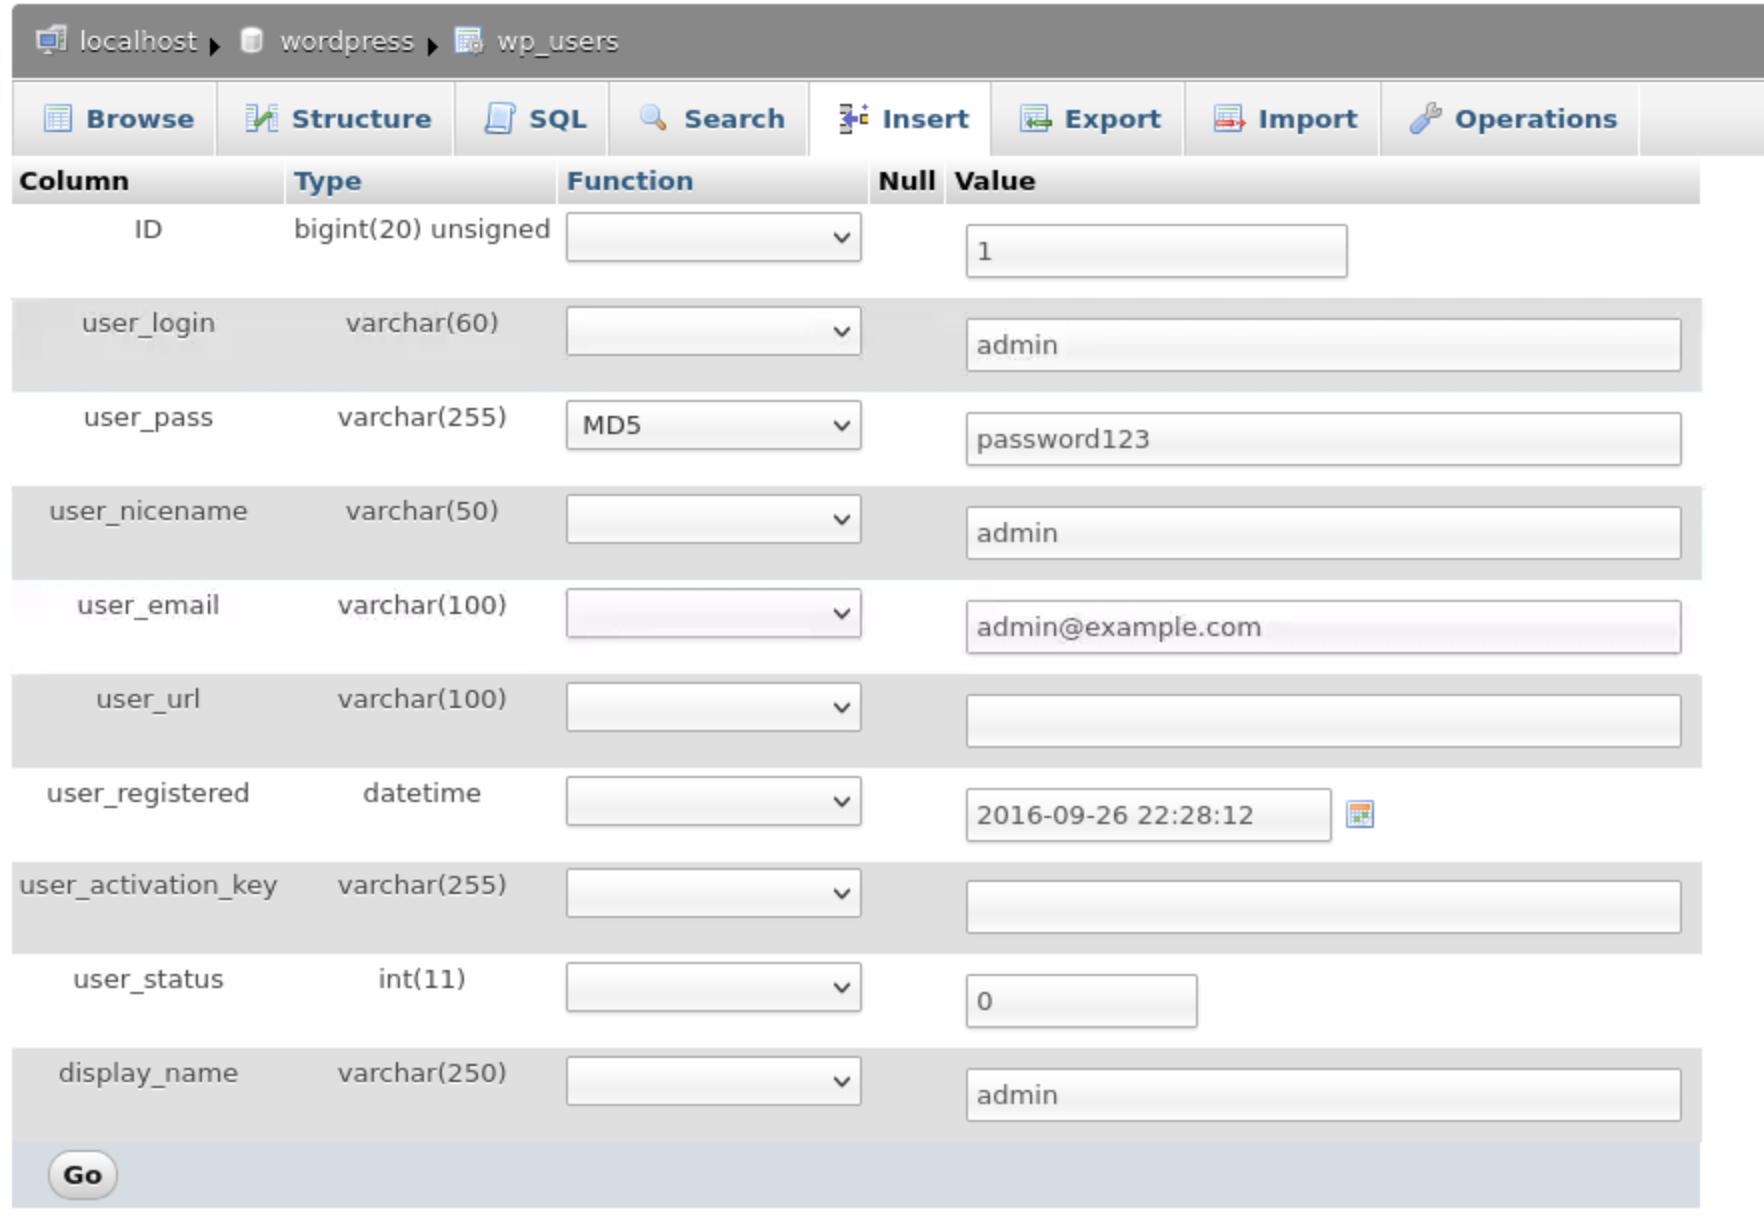 localhost wordpress wp_users
Browse Structure SQL Search Insert Export Import Operations
Column Type Function Null Value
ID bigint(20) unsigned 1
user_login varchar(60) admin
user_pass varchar(255) MD5 password123
user_nicename varchar(50) admin
user_email varchar(100) admin@example.com
user_url varchar(100)
user_registered datetime 2016-09-26 22:28:12
user_activation_key varchar(255)
user_status int(11) 0
display_name varchar(250) admin
Go